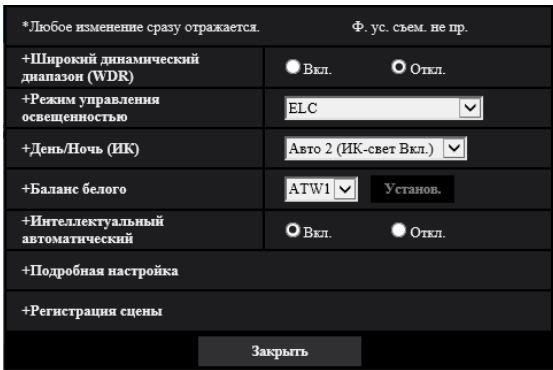 *Любое изменение сразу отражается. Ф. ус. съем. не пр.
+Широкий динамический
диапазон (WDR)
Вкл. Откл.
+Режим управления
освещенностью
ELC
+День/Ночь (ИК)
Авто 2 (ИК-свет Вкл.)
+Баланс белого
ATW1 Установ.
+Интеллектуальный
автоматический
Вкл. Откл.
+Подробная настройка
+Регистрация сцены
Закрыть